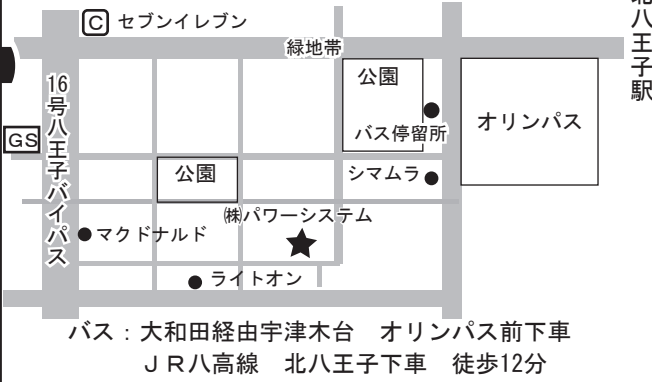 C セブンイレブン
北八王子駅
緑地帯
公園
16号八王子バイパス
バス停留所
オリンパス
GS
公園
シマムラ
㈱パワーシステム
マクドナルド
ライトオン
バス：大和田経由宇津木台　オリンパス前下車
ＪＲ八高線　北八王子下車　徒歩12分